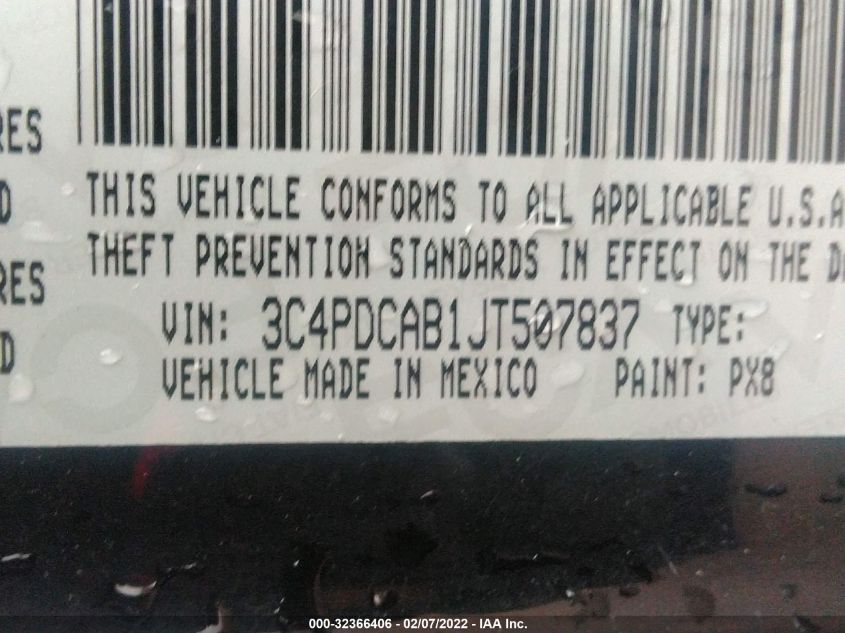 RES
D
RES
D
THIS VEHICLE CONFORMS TO ALL APPLICABLE U.S.A
THEFT PREVENTION STANDARDS IN EFFECT ON THE DA
VIN: 3C4PDCAB1JT507837 TYPE:
VEHICLE MADE IN MEXICO PAINT: PX8
000-32366406 - 02/07/2022 - IAA Inc.